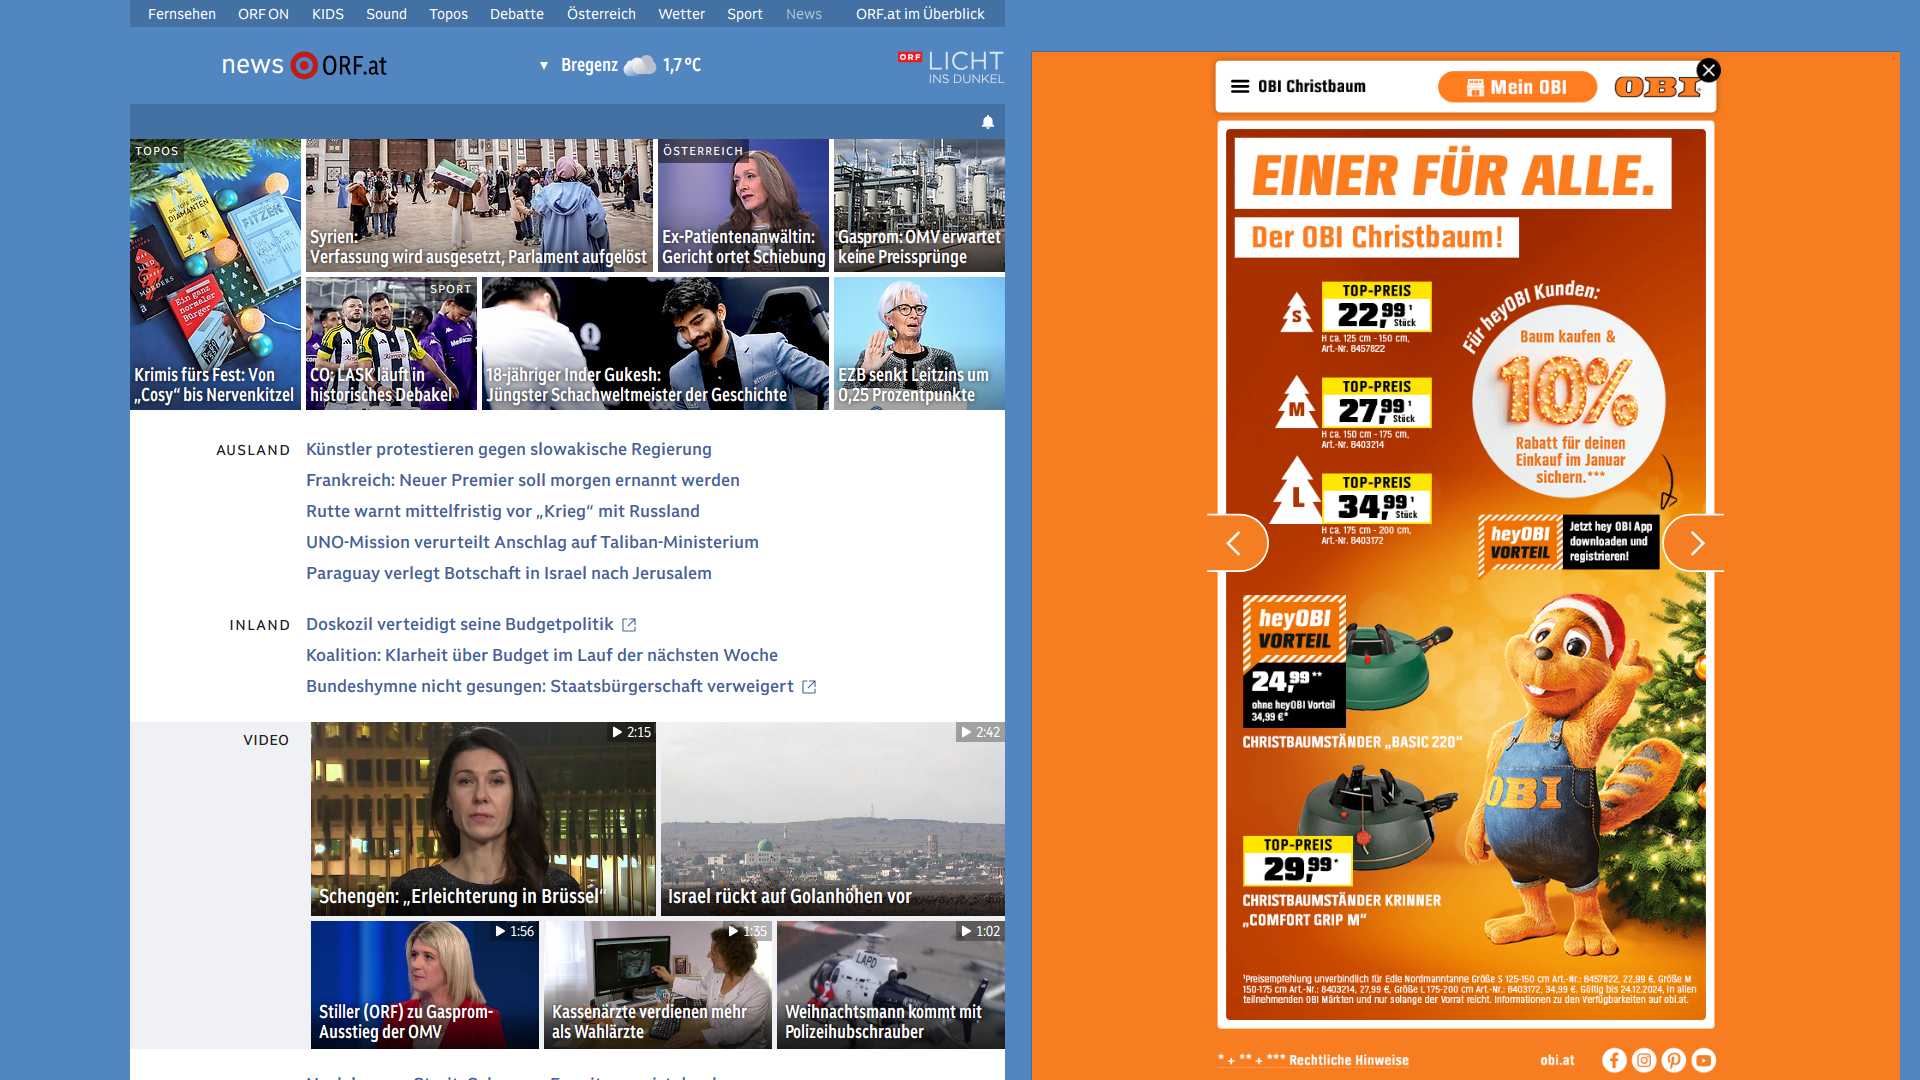 Fernsehen ORF ON KIDS Sound Topos Debatte Österreich Wetter Sport News ORF.at im Überblick
news ORF.at
▼ Bregenz 1,7 °C
ORF LICHT
INS DUNKEL
TOPOS
Krimis fürs Fest: Von
„Cosy“ bis Nervenkitzel
Syrien:
Verfassung wird ausgesetzt, Parlament aufgelöst
ÖSTERREICH
Ex-Patientenanwältin:
Gericht ortet Schiebung
Gasprom: OMV erwartet
keine Preissprünge
SPORT
CO: LASK läuft in
historisches Debakel
18-jähriger Inder Gukesh:
Jüngster Schachweltmeister der Geschichte
EZB senkt Leitzins um
0,25 Prozentpunkte
AUSLAND
Künstler protestieren gegen slowakische Regierung
Frankreich: Neuer Premier soll morgen ernannt werden
Rutte warnt mittelfristig vor „Krieg“ mit Russland
UNO-Mission verurteilt Anschlag auf Taliban-Ministerium
Paraguay verlegt Botschaft in Israel nach Jerusalem
INLAND
Doskozil verteidigt seine Budgetpolitik
Koalition: Klarheit über Budget im Lauf der nächsten Woche
Bundeshymne nicht gesungen: Staatsbürgerschaft verweigert
VIDEO
2:15
Schengen: „Erleichterung in Brüssel“
2:42
Israel rückt auf Golanhöhen vor
1:56
Stiller (ORF) zu Gasprom-
Ausstieg der OMV
1:35
Kassenärzte verdienen mehr
als Wahlärzte
1:02
LAPD
Weihnachtsmann kommt mit
Polizeihubschrauber
OBI Christbaum
Mein OBI
OBI
EINER FÜR ALLE.
Der OBI Christbaum!
S
TOP-PREIS
22,99¹
Stück
H ca. 125 cm - 150 cm,
Art.-Nr. 8457822
M
TOP-PREIS
27,99¹
Stück
H ca. 150 cm - 175 cm,
Art.-Nr. 8403214
L
TOP-PREIS
34,99¹
Stück
H ca. 175 cm - 200 cm,
Art.-Nr. 8403172
Für heyOBI Kunden:
Baum kaufen &
10%
Rabatt für deinen
Einkauf im Januar
sichern.***
heyOBI
VORTEIL
Jetzt hey OBI App
downloaden und
registrieren!
heyOBI
VORTEIL
24,99**
ohne heyOBI Vorteil
34,99 €*
CHRISTBAUMSTÄNDER „BASIC 220“
OBI
TOP-PREIS
29,99*
CHRISTBAUMSTÄNDER KRINNER
„COMFORT GRIP M“
¹Preisempfehlung unverbindlich für Edle Nordmanntanne Größe S 125-150 cm Art.-Nr.: 8457822, 22,99 €, Größe M
150-175 cm Art.-Nr.: 8403214, 27,99 €, Größe L 175-200 cm Art.-Nr.: 8403172, 34,99 €. Gültig bis 24.12.2024, in allen
teilnehmenden OBI Märkten und nur solange der Vorrat reicht. Informationen zu den Verfügbarkeiten auf obi.at.
* + ** + *** Rechtliche Hinweise
obi.at